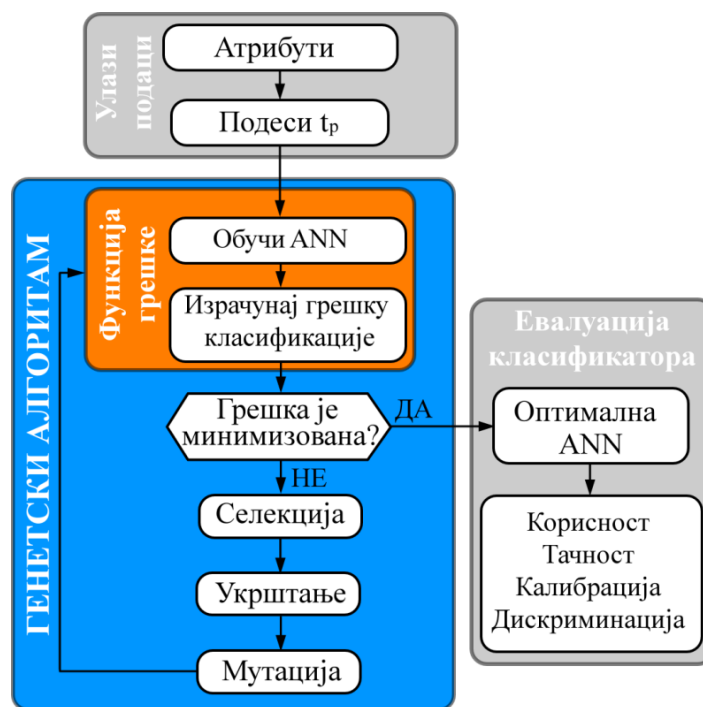 Улази
подаци
Атрибути
Подеси tₚ
ГЕНЕТСКИ АЛГОРИТАМ
Функција
грешке
Обучи ANN
Израчунај грешку
класификације
Грешка је
минимизована?
ДА
НЕ
Селекција
Укрштање
Мутација
Евалуација
класификатора
Оптимална
ANN
Корисност
Тачност
Калибрација
Дискриминација